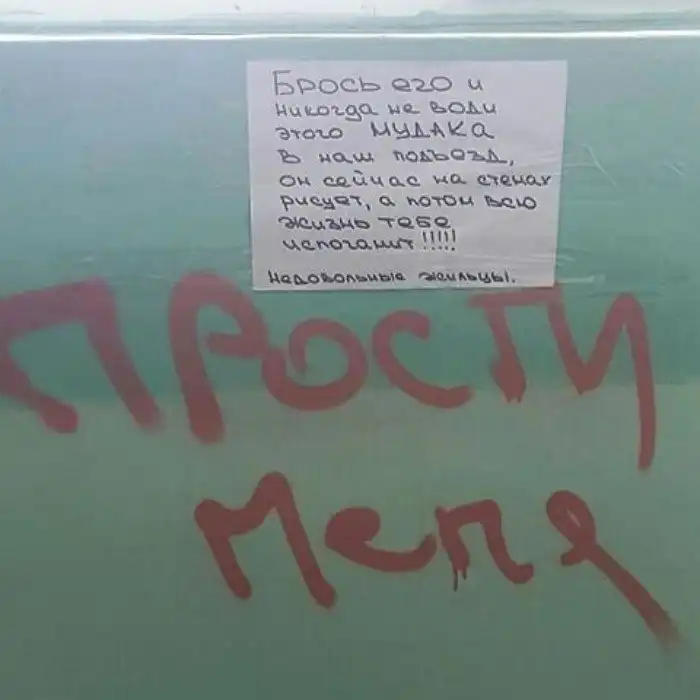 Брось его и
никогда не води
этого МУДАКА
в наш подъезд,
он сейчас на стенах
рисует, а потом всю
жизнь тебе
испоганит!!!!!
Недовольные жильцы.
ПРОСТИ
меня